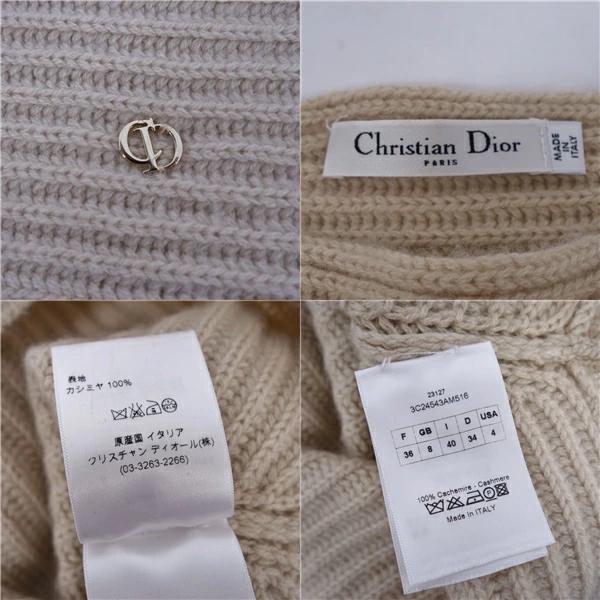 CD
Christian Dior
PARIS
MADE
IN
ITALY
表地
カシミヤ 100%
原産国 イタリア
クリスチャン ディオール(株)
(03-3263-2266)
23127
3C24543AM516
F GB I D USA
36 8 40 34 4
100% Cachemire - Cashmere
Made In ITALY